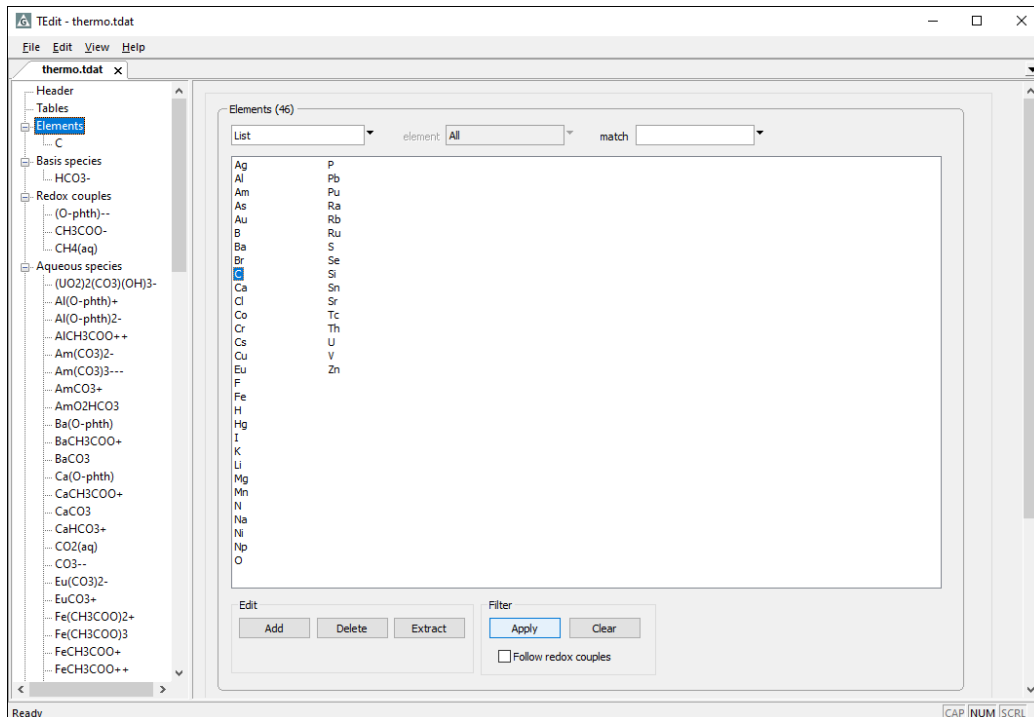 TEdit - thermo.tdat
File Edit View Help
thermo.tdat x
Header
Tables
Elements
C
Basis species
HCO3-
Redox couples
(O-phth)--
CH3COO-
CH4(aq)
Aqueous species
(UO2)2(CO3)(OH)3-
Al(O-phth)+
Al(O-phth)2-
AlCH3COO++
Am(CO3)2-
Am(CO3)3---
AmCO3+
AmO2HCO3
Ba(O-phth)
BaCH3COO+
BaCO3
Ca(O-phth)
CaCH3COO+
CaCO3
CaHCO3+
CO2(aq)
CO3--
Eu(CO3)2-
EuCO3+
Fe(CH3COO)2+
Fe(CH3COO)3
FeCH3COO+
FeCH3COO++
Elements (46)
List element All match
Ag P
Al Pb
Am Pu
As Ra
Au Rb
B Ru
Ba S
Br Se
C Si
Ca Sn
Cl Sr
Co Tc
Cr Th
Cs U
Cu V
Eu Zn
F
Fe
H
Hg
I
K
Li
Mg
Mn
N
Na
Ni
Np
O
Edit
Add Delete Extract
Filter
Apply Clear
Follow redox couples
Ready
CAP NUM SCRL